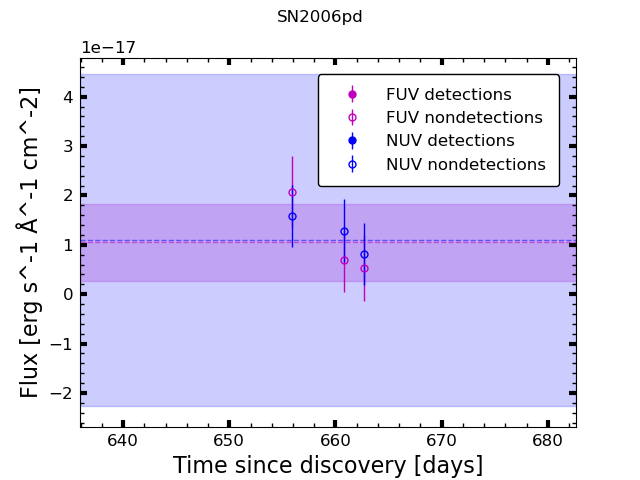 SN2006pd
1e−17
4
3
2
1
0
−1
−2
Flux [erg s^-1 Å^-1 cm^-2]
FUV detections
FUV nondetections
NUV detections
NUV nondetections
640 650 660 670 680
Time since discovery [days]